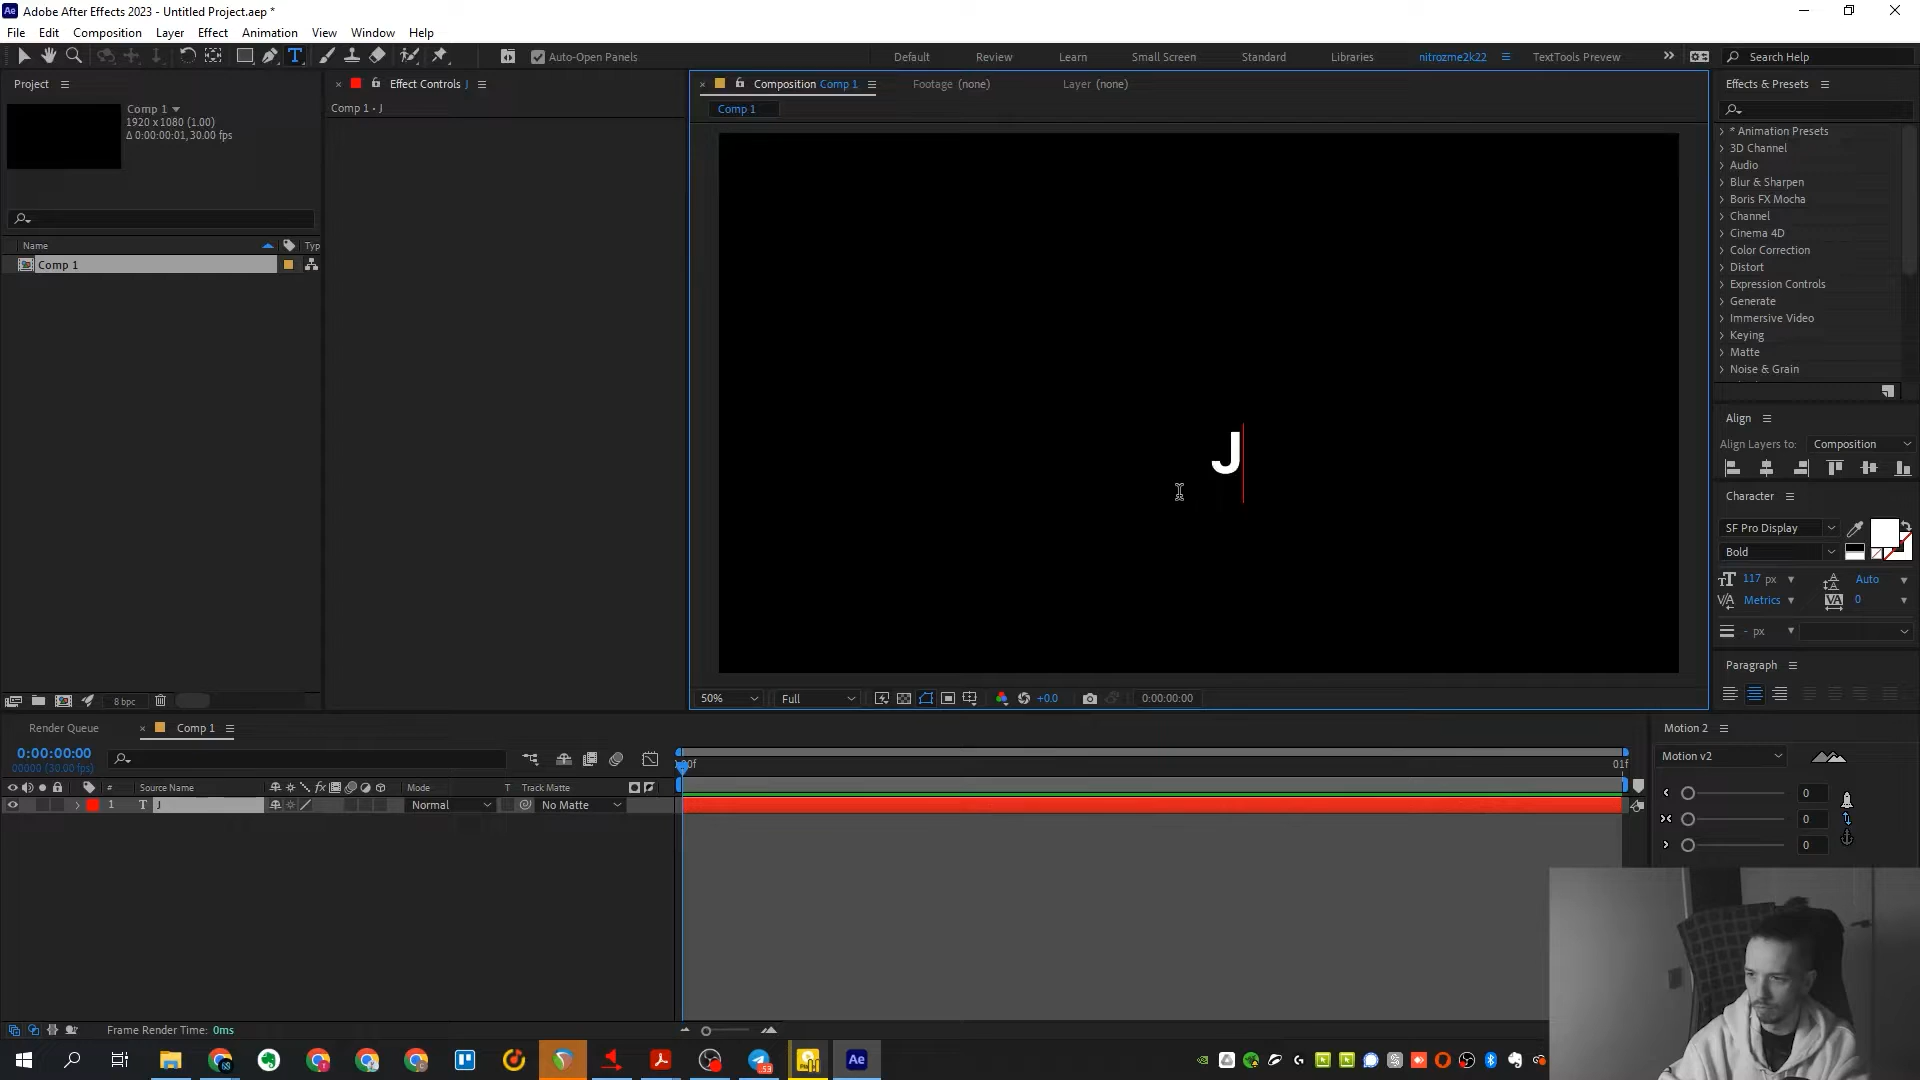 Adobe After Effects 2023 - Untitled Project.aep *
File Edit Composition Layer Effect Animation View Window Help
Auto-Open Panels
Default Review Learn Small Screen Standard Libraries nitrozme2k22 TextTools Preview Search Help
Project
Comp 1
1920 x 1080 (1.00)
Δ 0:00:00:01, 30.00 fps
Name Typ
Comp 1
8 bpc
Effect Controls J
Comp 1 • J
Composition Comp 1 Footage (none) Layer (none)
Comp 1
J
50% Full +0.0 0:00:00:00
Effects & Presets
* Animation Presets
3D Channel
Audio
Blur & Sharpen
Boris FX Mocha
Channel
Cinema 4D
Color Correction
Distort
Expression Controls
Generate
Immersive Video
Keying
Matte
Noise & Grain
Align
Align Layers to: Composition
Character
SF Pro Display
Bold
117 px Auto
Metrics 0
- px
Paragraph
Render Queue Comp 1
0:00:00:00
00000 (30.00 fps)
# Source Name Mode T Track Matte
1 T J Normal No Matte
:00f 01f
Frame Render Time: 0ms
Motion 2
Motion v2
0
0
0
53
Ae